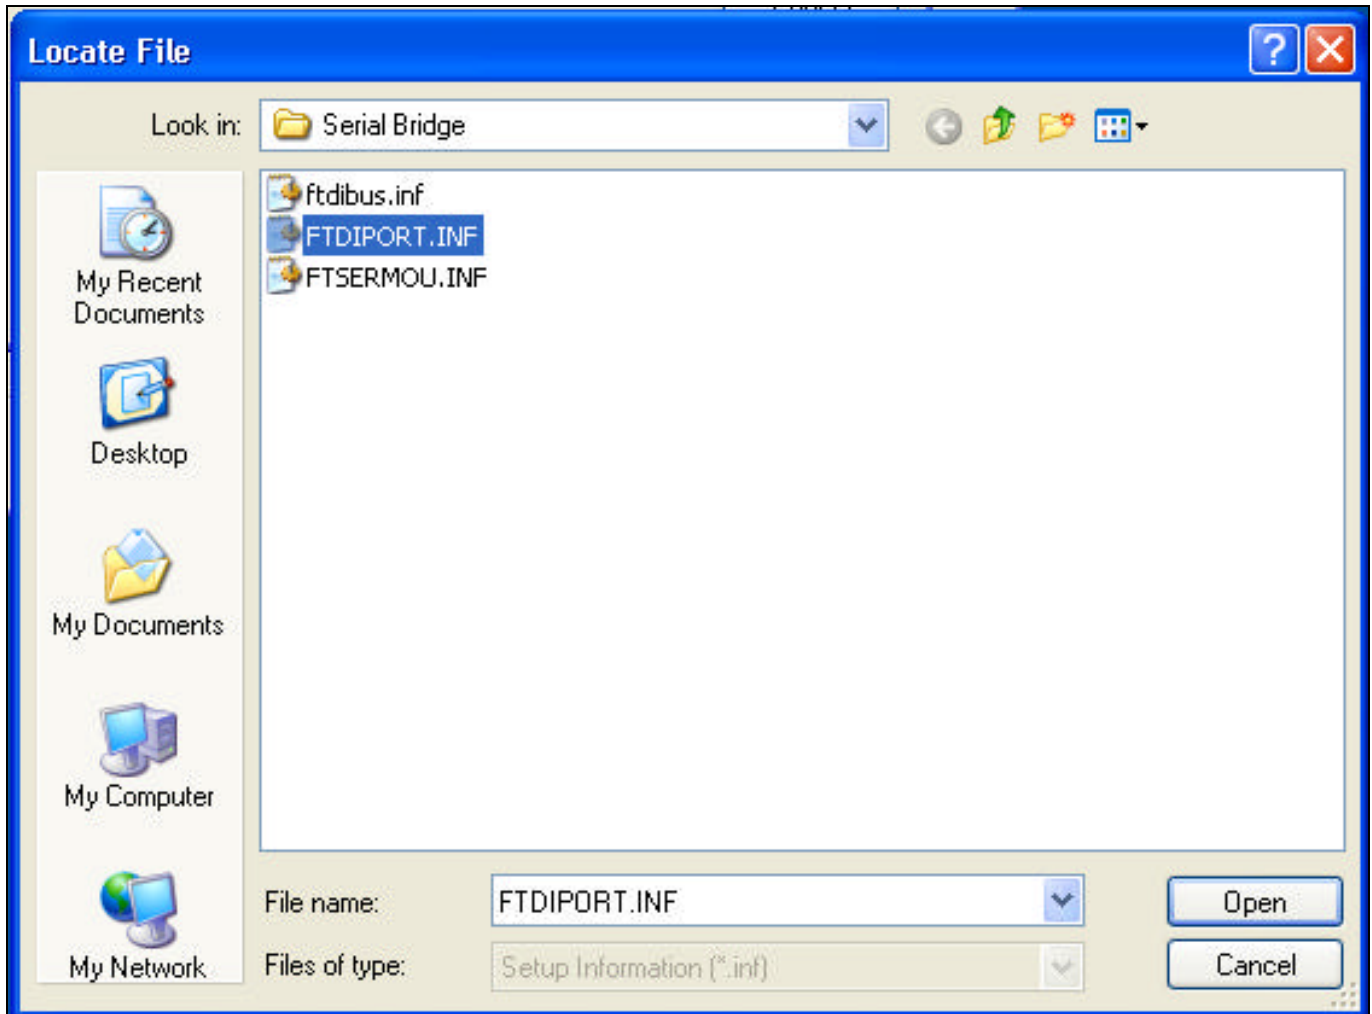 Locate File
Look in: Serial Bridge
ftdibus.inf
FTDIPORT.INF
FTSERMOU.INF
My Recent
Documents
Desktop
My Documents
My Computer
My Network
File name: FTDIPORT.INF Open
Files of type: Setup Information (*.inf) Cancel